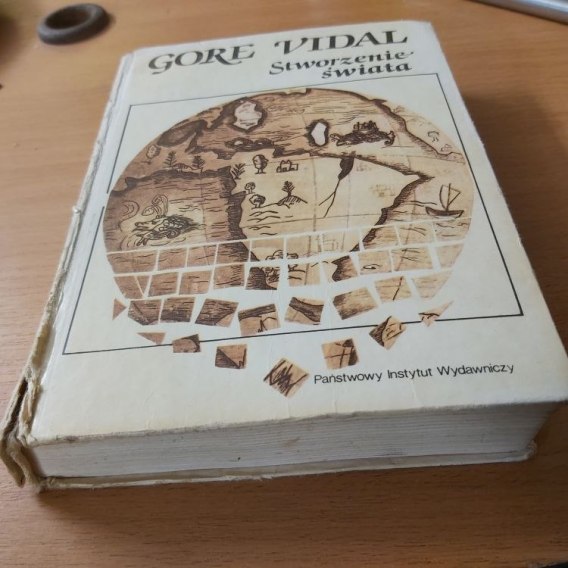 GORE VIDAL
Stworzenie
świata
Państwowy Instytut Wydawniczy